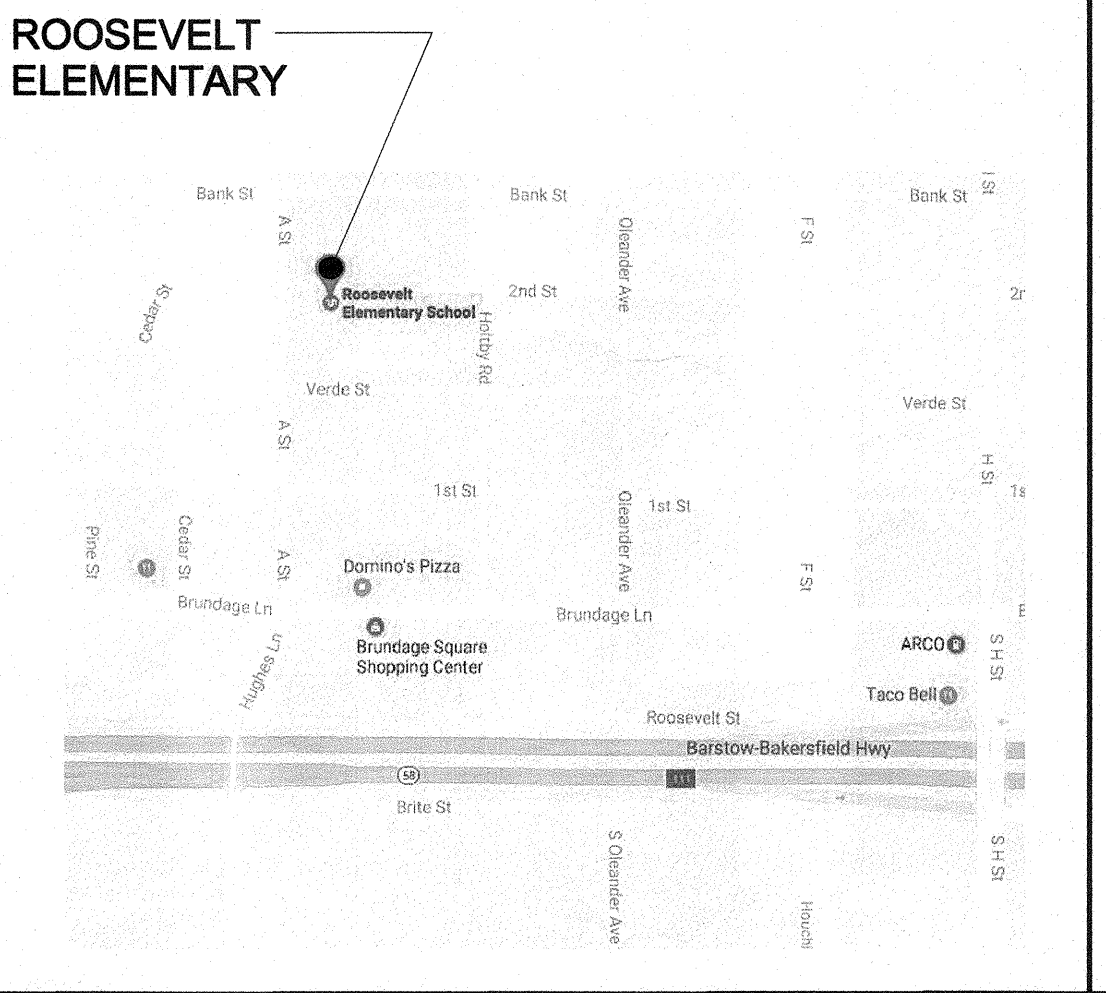 ROOSEVELT
ELEMENTARY
Bank St
Bank St
Bank St
I St
A St
Oleander Ave
F St
Cedar St
Roosevelt
Elementary School
2nd St
Holtby Rd
Verde St
Verde St
A St
H St
1st St
1st St
Oleander Ave
Pine St
Cedar St
A St
Domino's Pizza
F St
Brundage Ln
Brundage Ln
Hughes Ln
Brundage Square
Shopping Center
ARCO
S H St
Taco Bell
Roosevelt St
Barstow-Bakersfield Hwy
58
Brite St
S Oleander Ave
S H St
Houchi